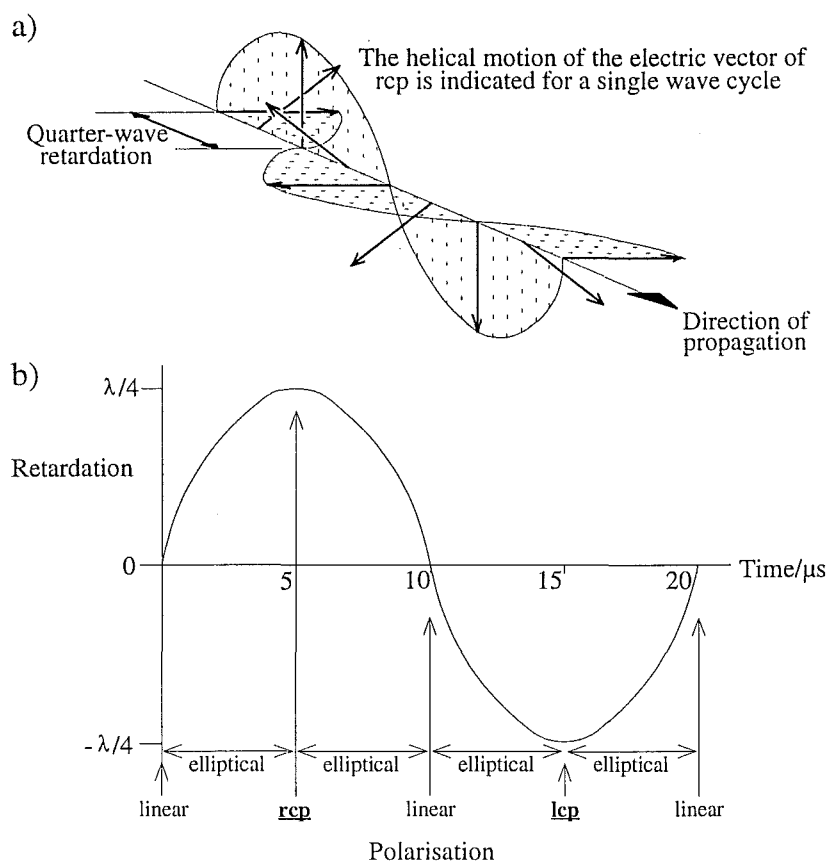 a)
The helical motion of the electric vector of
rcp is indicated for a single wave cycle
Quarter-wave
retardation
Direction of
propagation
b)
λ/4
Retardation
0
5
10
15
20
Time/μs
-λ/4
elliptical
elliptical
elliptical
elliptical
linear
rcp
linear
lcp
linear
Polarisation